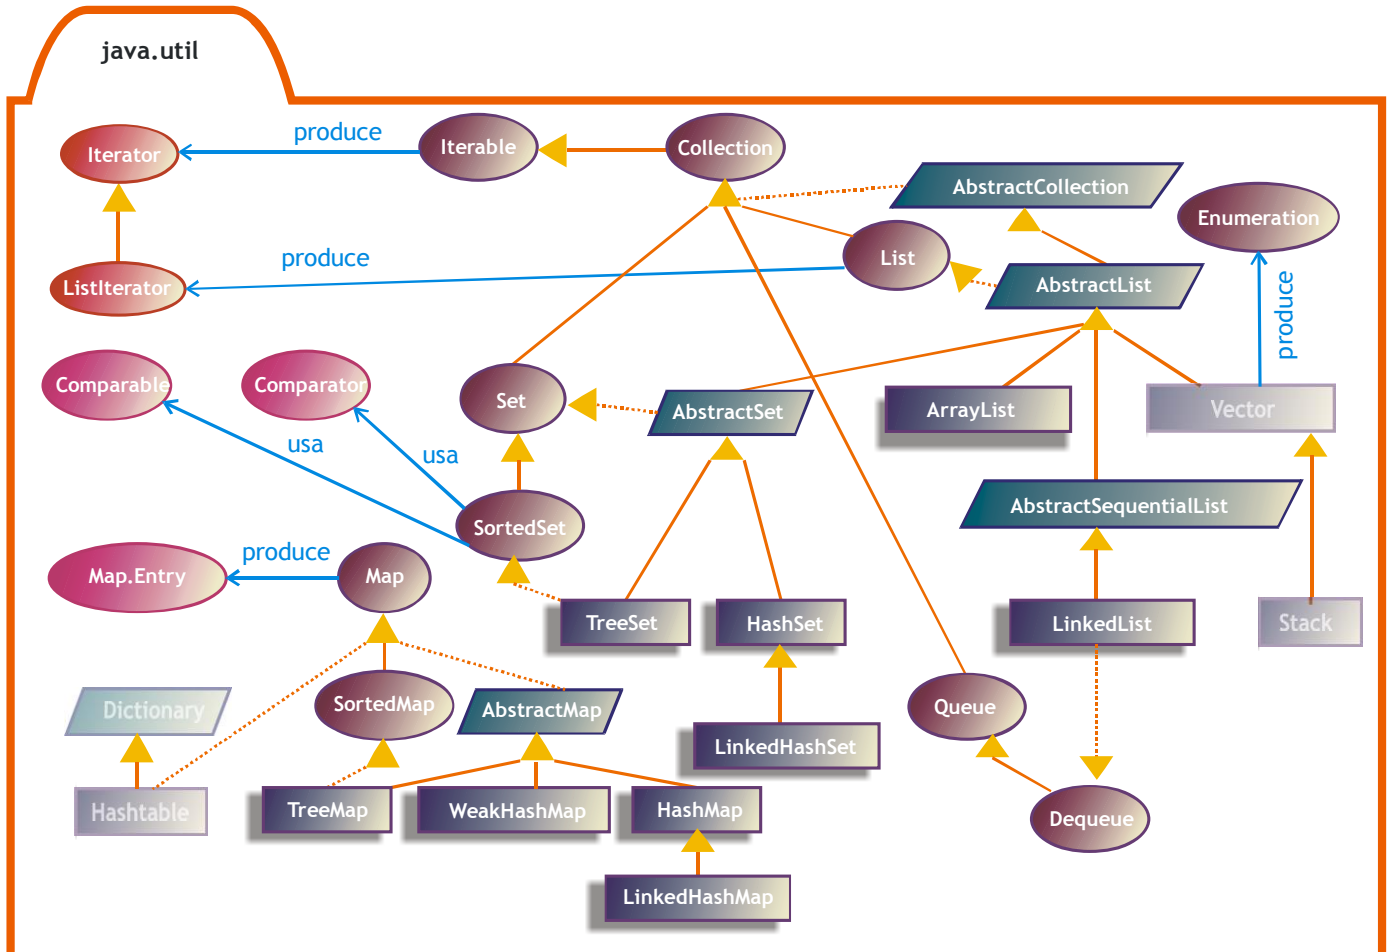 java.util
produce
Iterator
Iterable
Collection
AbstractCollection
Enumeration
produce
List
ListIterator
AbstractList
produce
Comparable
Comparator
Set
AbstractSet
ArrayList
Vector
usa
usa
SortedSet
AbstractSequentialList
produce
Map.Entry
Map
TreeSet
HashSet
LinkedList
Stack
Dictionary
SortedMap
AbstractMap
Queue
LinkedHashSet
Hashtable
TreeMap
WeakHashMap
HashMap
Dequeue
LinkedHashMap